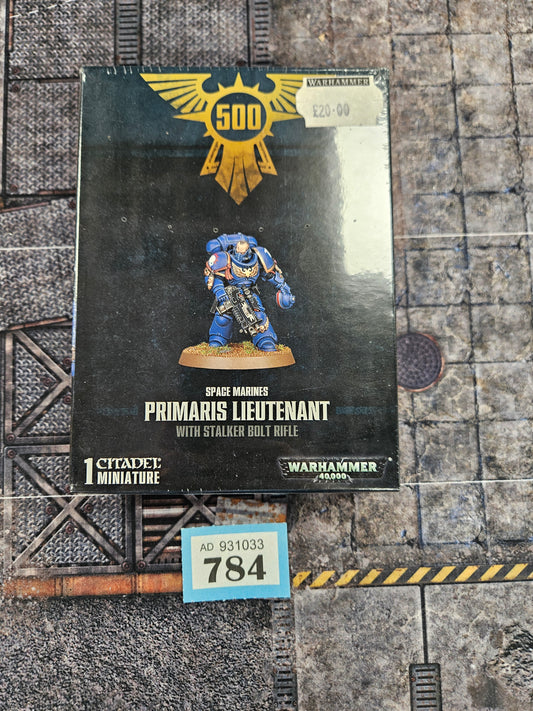 500
WARHAMMER
£20.00
SPACE MARINES
PRIMARIS LIEUTENANT
WITH STALKER BOLT RIFLE
1 CITADEL
MINIATURE
WARHAMMER
40,000
AD 931033
784